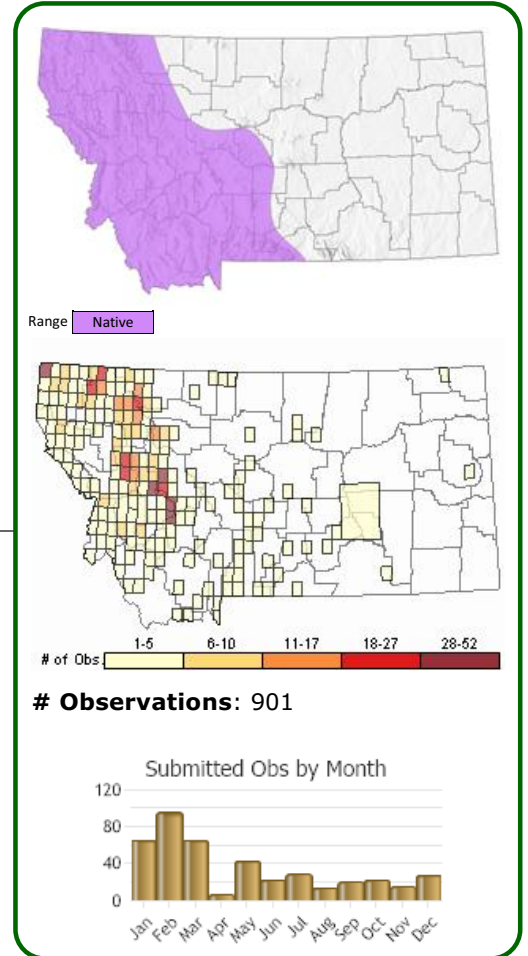 Range Native
1-5 6-10 11-17 18-27 28-52
# of Obs.
# Observations: 901
Submitted Obs by Month
120
80
40
0
Jan Feb Mar Apr May Jun Jul Aug Sep Oct Nov Dec